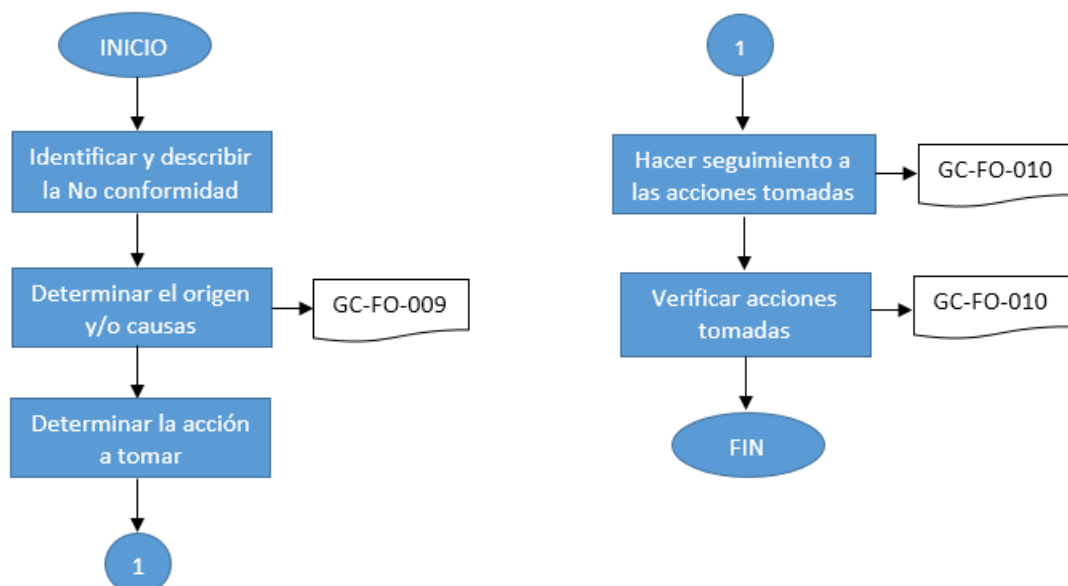 INICIO
Identificar y describir
la No conformidad
Determinar el origen
y/o causas
GC-FO-009
Determinar la acción
a tomar
1
1
Hacer seguimiento a
las acciones tomadas
GC-FO-010
Verificar acciones
tomadas
GC-FO-010
FIN